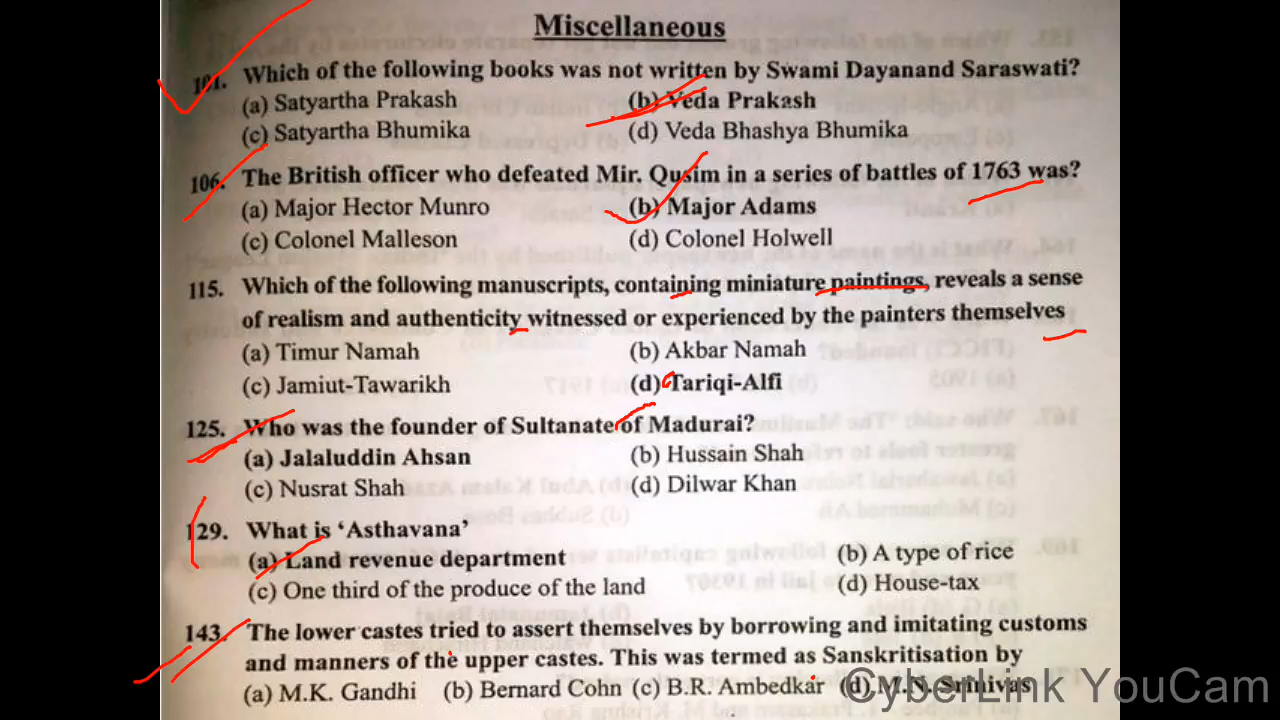 Miscellaneous
101. Which of the following books was not written by Swami Dayanand Saraswati?
(a) Satyartha Prakash (b) Veda Prakash
(c) Satyartha Bhumika (d) Veda Bhashya Bhumika
106. The British officer who defeated Mir. Qusim in a series of battles of 1763 was?
(a) Major Hector Munro (b) Major Adams
(c) Colonel Malleson (d) Colonel Holwell
115. Which of the following manuscripts, containing miniature paintings, reveals a sense
of realism and authenticity witnessed or experienced by the painters themselves
(a) Timur Namah (b) Akbar Namah
(c) Jamiut-Tawarikh (d) Tariqi-Alfi
125. Who was the founder of Sultanate of Madurai?
(a) Jalaluddin Ahsan (b) Hussain Shah
(c) Nusrat Shah (d) Dilwar Khan
129. What is ‘Asthavana’
(a) Land revenue department (b) A type of rice
(c) One third of the produce of the land (d) House-tax
143. The lower castes tried to assert themselves by borrowing and imitating customs
and manners of the upper castes. This was termed as Sanskritisation by
(a) M.K. Gandhi (b) Bernard Cohn (c) B.R. Ambedkar (d) M.N. Srinivas
©yberLink YouCam